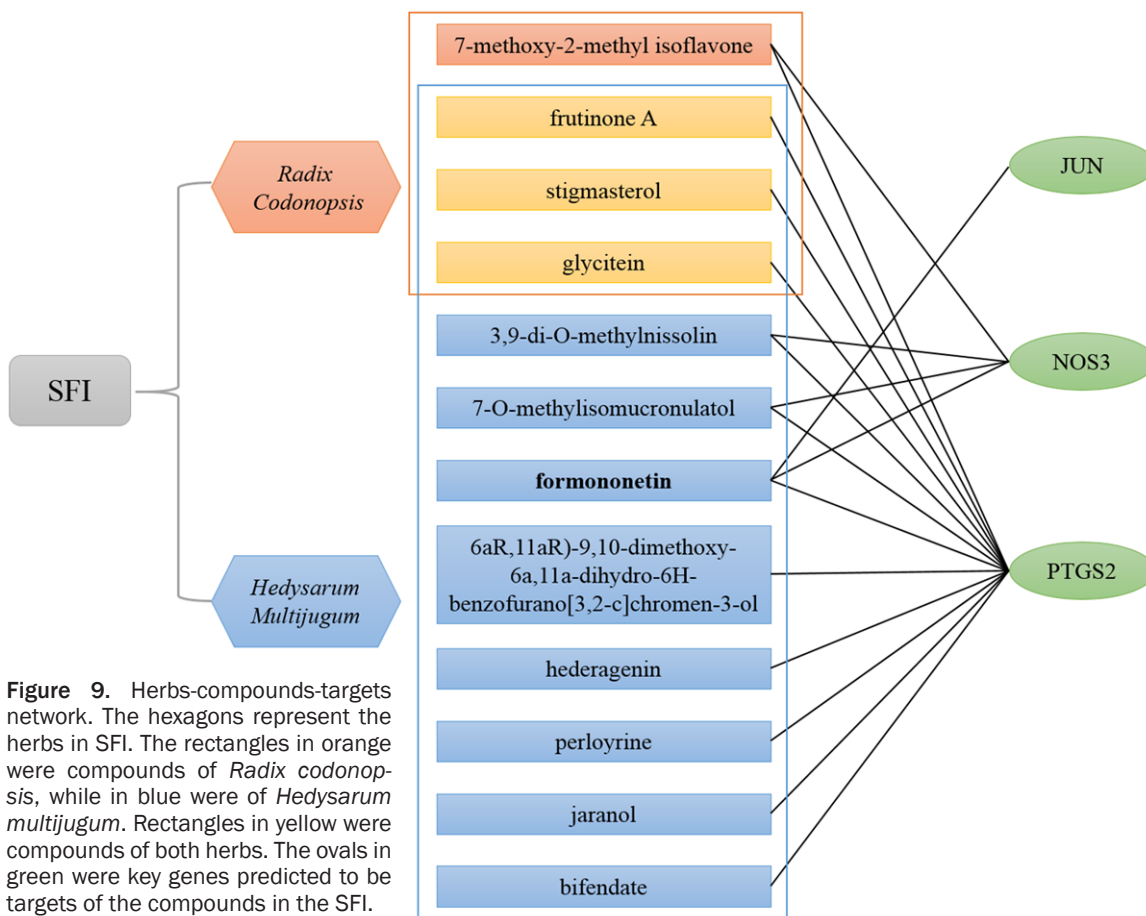 SFI
Radix
Codonopsis
Hedysarum
Multijugum
7-methoxy-2-methyl isoflavone
frutinone A
stigmasterol
glycitein
3,9-di-O-methylnissolin
7-O-methylisomucronulatol
formononetin
6aR,11aR)-9,10-dimethoxy-
6a,11a-dihydro-6H-
benzofurano[3,2-c]chromen-3-ol
hederagenin
perloyrine
jaranol
bifendate
JUN
NOS3
PTGS2
Figure 9. Herbs-compounds-targets
network. The hexagons represent the
herbs in SFI. The rectangles in orange
were compounds of Radix codonop-
sis, while in blue were of Hedysarum
multijugum. Rectangles in yellow were
compounds of both herbs. The ovals in
green were key genes predicted to be
targets of the compounds in the SFI.